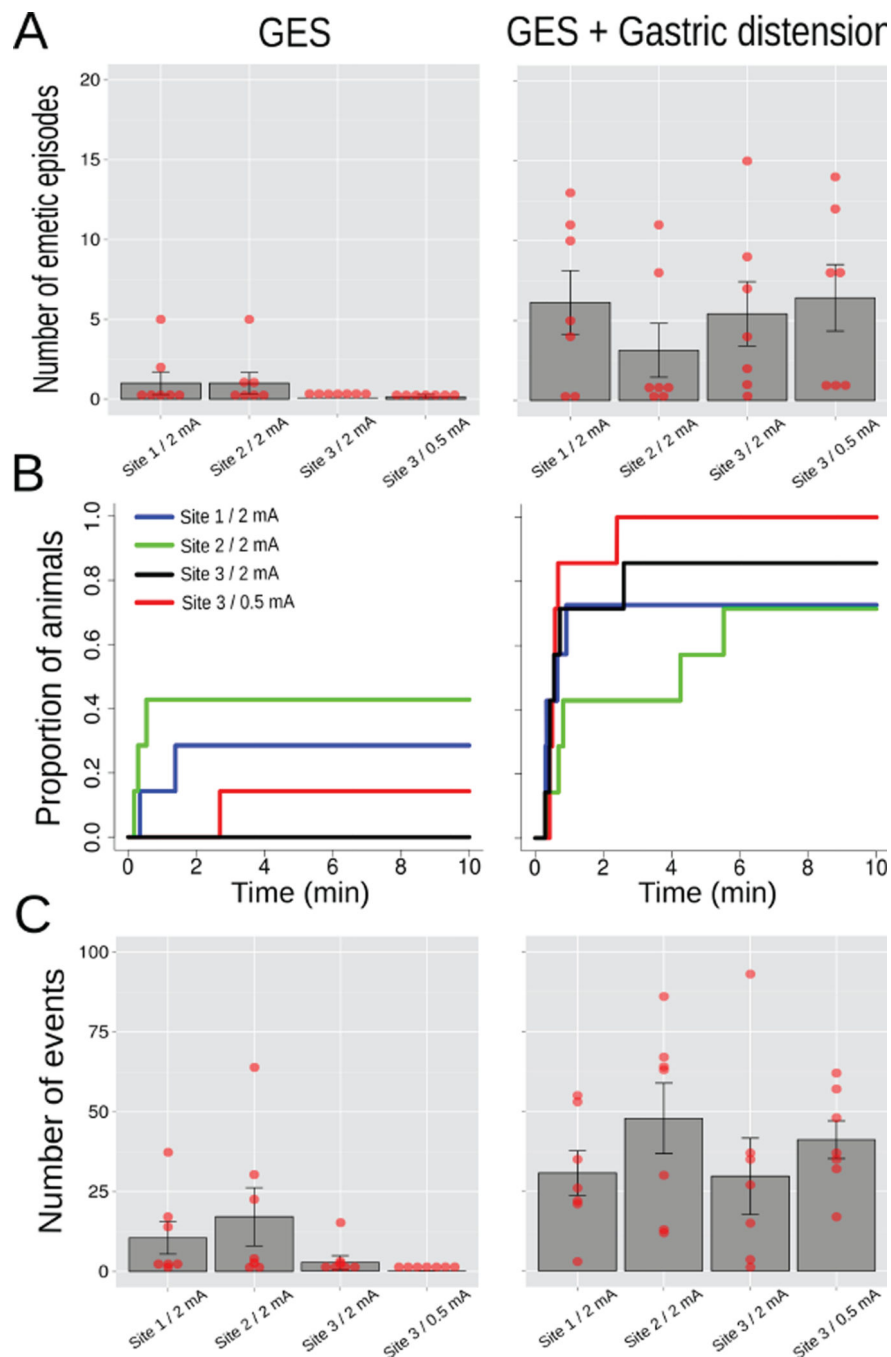 A
GES
GES + Gastric distension
Number of emetic episodes
20
15
10
5
0
Site 1 / 2 mA
Site 2 / 2 mA
Site 3 / 2 mA
Site 3 / 0.5 mA
Site 1 / 2 mA
Site 2 / 2 mA
Site 3 / 2 mA
Site 3 / 0.5 mA
B
Proportion of animals
1.0
0.8
0.6
0.4
0.2
0.0
Site 1 / 2 mA
Site 2 / 2 mA
Site 3 / 2 mA
Site 3 / 0.5 mA
0 2 4 6 8 10
Time (min)
0 2 4 6 8 10
Time (min)
C
Number of events
100
75
50
25
0
Site 1 / 2 mA
Site 2 / 2 mA
Site 3 / 2 mA
Site 3 / 0.5 mA
Site 1 / 2 mA
Site 2 / 2 mA
Site 3 / 2 mA
Site 3 / 0.5 mA